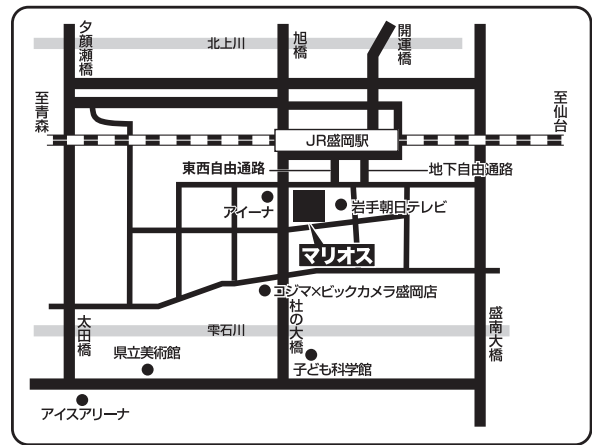 夕顔瀬橋
北上川
旭橋
開運橋
至青森
至仙台
JR盛岡駅
東西自由通路
地下自由通路
アイーナ
岩手朝日テレビ
マリオス
コジマ×ビックカメラ盛岡店
太田橋
雫石川
杜の大橋
盛南大橋
県立美術館
子ども科学館
アイスアリーナ